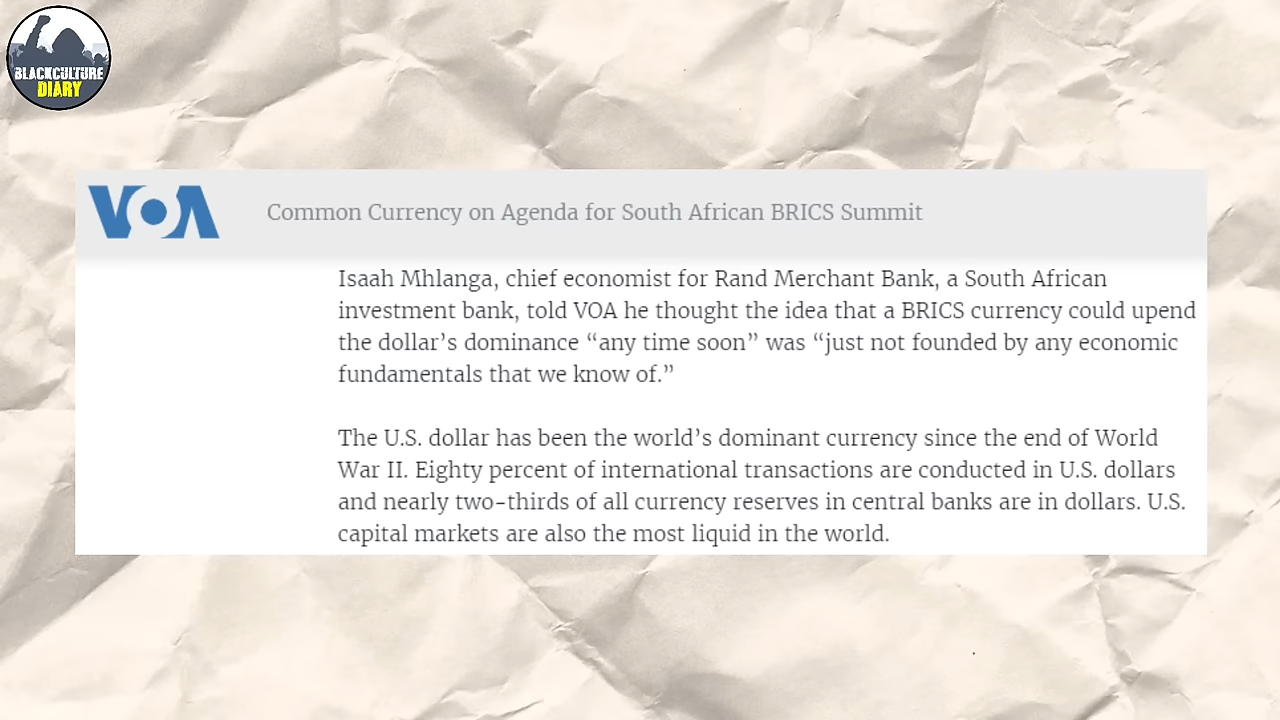 BLACKCULTURE
DIARY
VOA
Common Currency on Agenda for South African BRICS Summit
Isaah Mhlanga, chief economist for Rand Merchant Bank, a South African
investment bank, told VOA he thought the idea that a BRICS currency could upend
the dollar’s dominance “any time soon” was “just not founded by any economic
fundamentals that we know of.”
The U.S. dollar has been the world’s dominant currency since the end of World
War II. Eighty percent of international transactions are conducted in U.S. dollars
and nearly two-thirds of all currency reserves in central banks are in dollars. U.S.
capital markets are also the most liquid in the world.